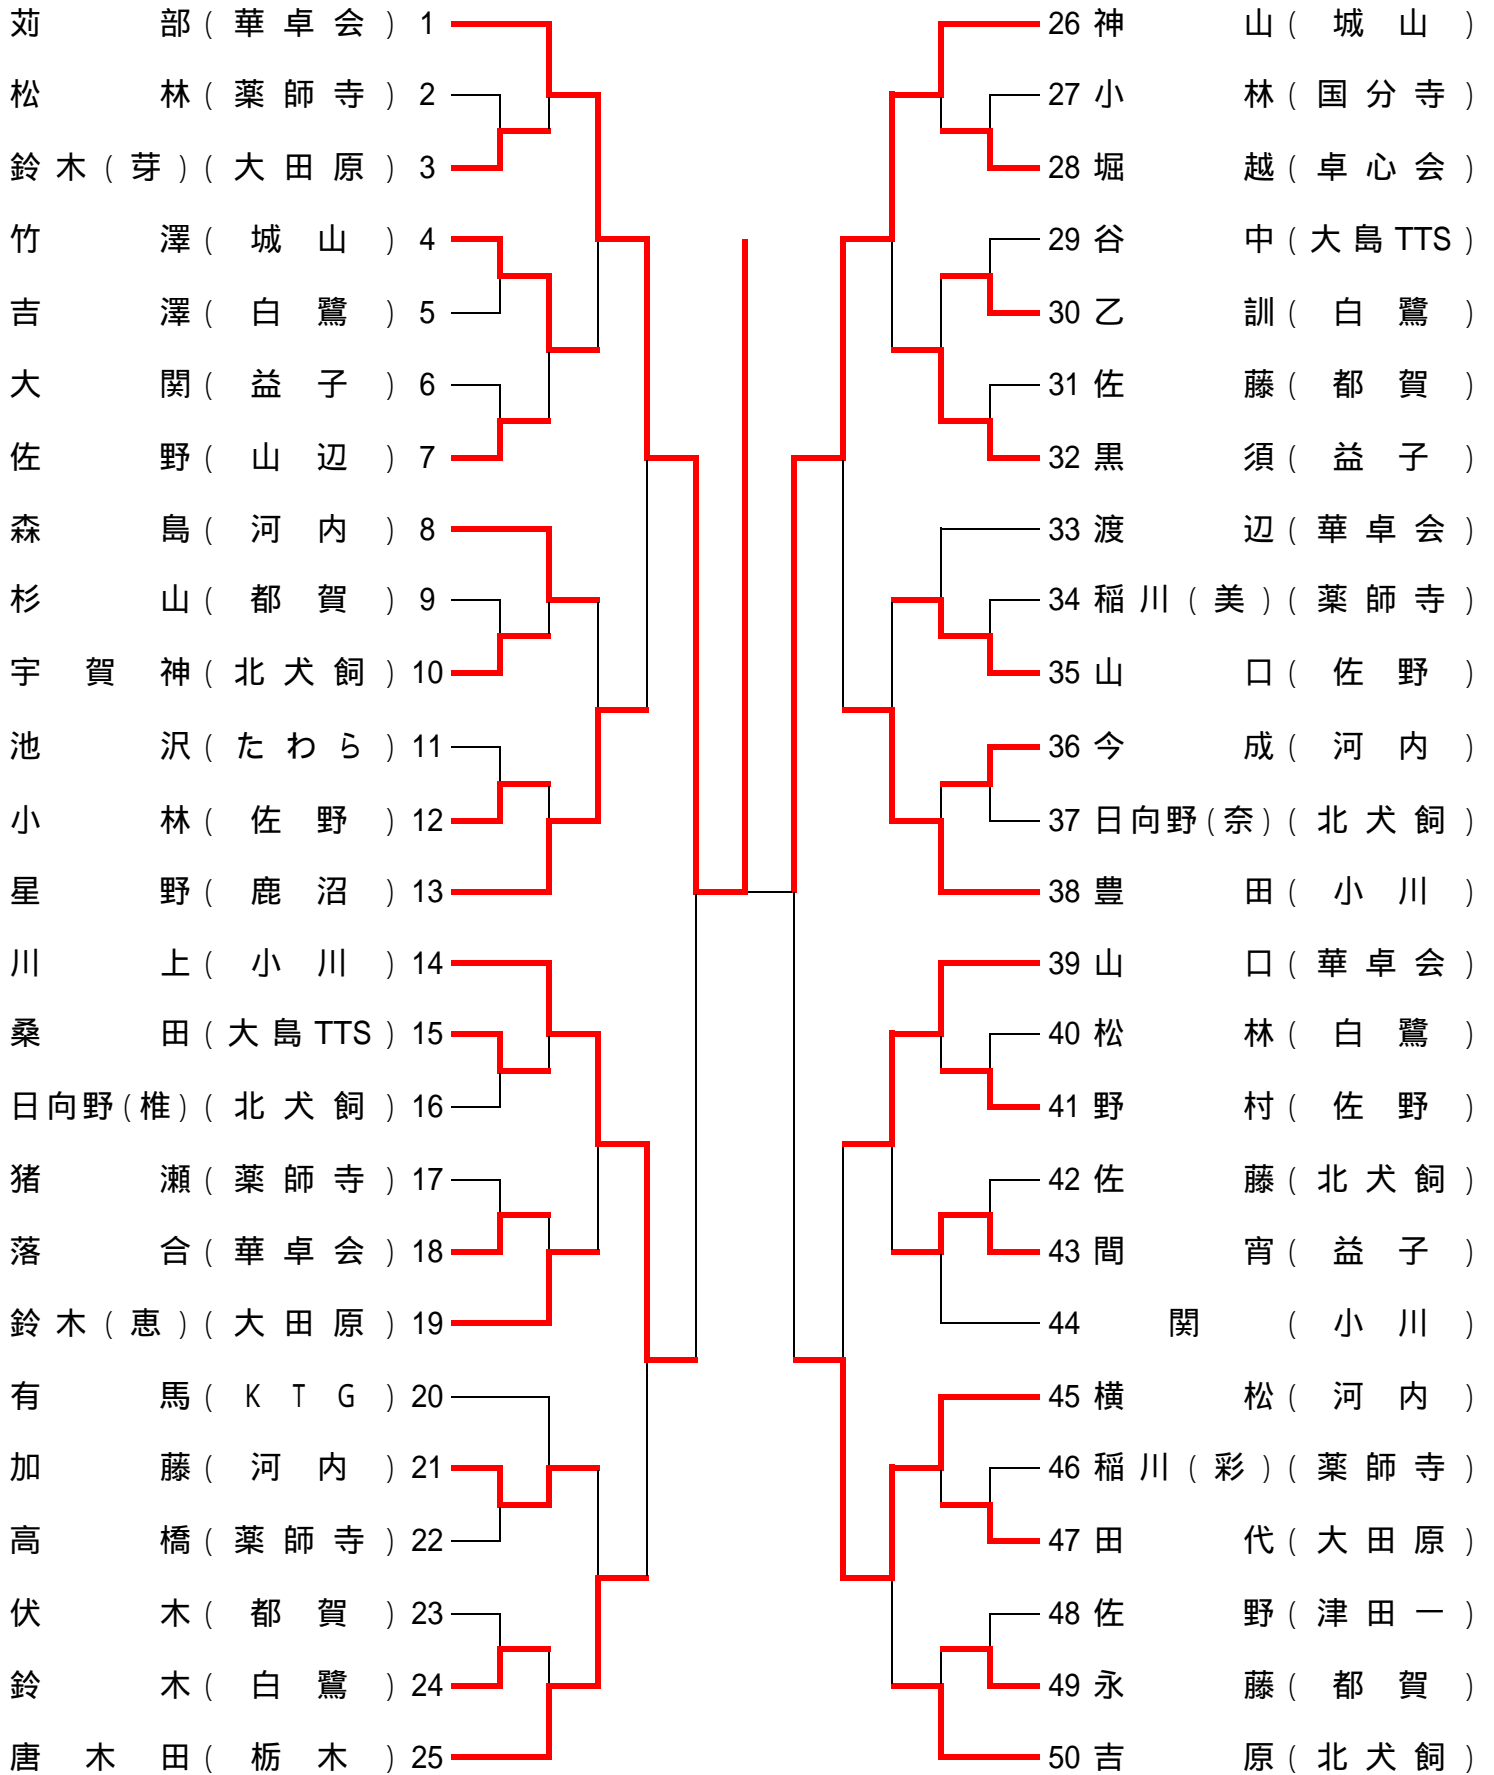 苅部(華卓会) 1
松林(薬師寺) 2
鈴木(芽)(大田原) 3
竹澤(城山) 4
吉澤(白鷺) 5
大関(益子) 6
佐野(山辺) 7
森島(河内) 8
杉山(都賀) 9
宇賀神(北犬飼) 10
池沢(たわら) 11
小林(佐野) 12
星野(鹿沼) 13
川上(小川) 14
桑田(大島TTS) 15
日向野(椎)(北犬飼) 16
猪瀬(薬師寺) 17
落合(華卓会) 18
鈴木(恵)(大田原) 19
有馬(KTG) 20
加藤(河内) 21
高橋(薬師寺) 22
伏木(都賀) 23
鈴木(白鷺) 24
唐木田(栃木) 25
26 神山(城山)
27 小林(国分寺)
28 堀越(卓心会)
29 谷中(大島TTS)
30 乙訓(白鷺)
31 佐藤(都賀)
32 黒須(益子)
33 渡辺(華卓会)
34 稲川(美)(薬師寺)
35 山口(佐野)
36 今成(河内)
37 日向野(奈)(北犬飼)
38 豊田(小川)
39 山口(華卓会)
40 松林(白鷺)
41 野村(佐野)
42 佐藤(北犬飼)
43 間宵(益子)
44 関(小川)
45 横松(河内)
46 稲川(彩)(薬師寺)
47 田代(大田原)
48 佐野(津田一)
49 永藤(都賀)
50 吉原(北犬飼)